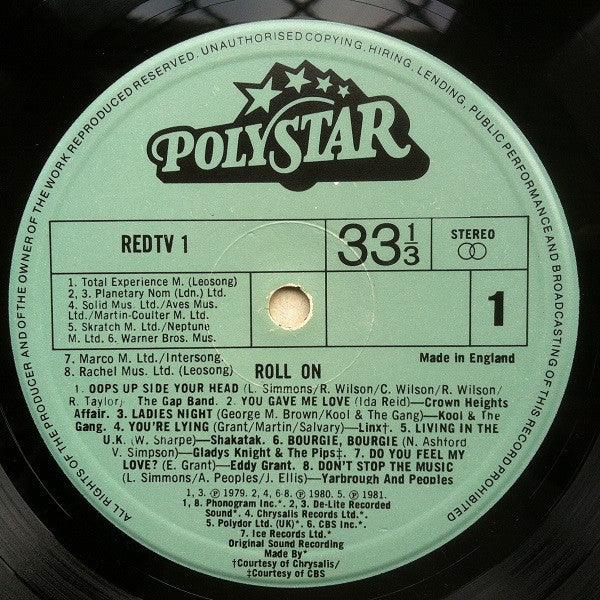 ALL RIGHTS OF THE PRODUCER AND OF THE OWNER OF THE WORK REPRODUCED RESERVED. UNAUTHORISED COPYING, HIRING, LENDING, PUBLIC PERFORMANCE AND BROADCASTING OF THIS RECORD PROHIBITED
POLYSTAR
REDTV 1
33 1/3
STEREO
1. Total Experience M. (Leosong)
2, 3. Planetary Nom (Ldn.) Ltd.
4. Solid Mus. Ltd./Aves Mus.
Ltd./Martin-Coulter M. Ltd.
5. Skratch M. Ltd./Neptune
M. Ltd. 6. Warner Bros. Mus.
1
7. Marco M. Ltd./Intersong.
8. Rachel Mus. Ltd. (Leosong)
Made in England
ROLL ON
1. OOPS UP SIDE YOUR HEAD (L. Simmons/R. Wilson/C. Wilson/R. Wilson/
R. Taylor) The Gap Band. 2. YOU GAVE ME LOVE (Ida Reid)—Crown Heights
Affair. 3. LADIES NIGHT (George M. Brown/Kool & The Gang)—Kool & The
Gang. 4. YOU'RE LYING (Grant/Martin/Salvary)—Linx†. 5. LIVING IN THE
U.K. (W. Sharpe)—Shakatak. 6. BOURGIE, BOURGIE (N. Ashford
V. Simpson)—Gladys Knight & The Pips‡. 7. DO YOU FEEL MY
LOVE? (E. Grant)—Eddy Grant. 8. DON'T STOP THE MUSIC
(L. Simmons/A. Peoples/J. Ellis)—Yarbrough And Peoples
1, 3. ℗ 1979. 2, 4, 6-8. ℗ 1980. 5. ℗ 1981.
1, 8. Phonogram Inc.*. 2, 3. De-Lite Recorded
Sound*. 4. Chrysalis Records Ltd.*.
5. Polydor Ltd. (UK)*. 6. CBS Inc.*.
7. Ice Records Ltd.*
Original Sound Recording
Made By*
†Courtesy of Chrysalis/
‡Courtesy of CBS